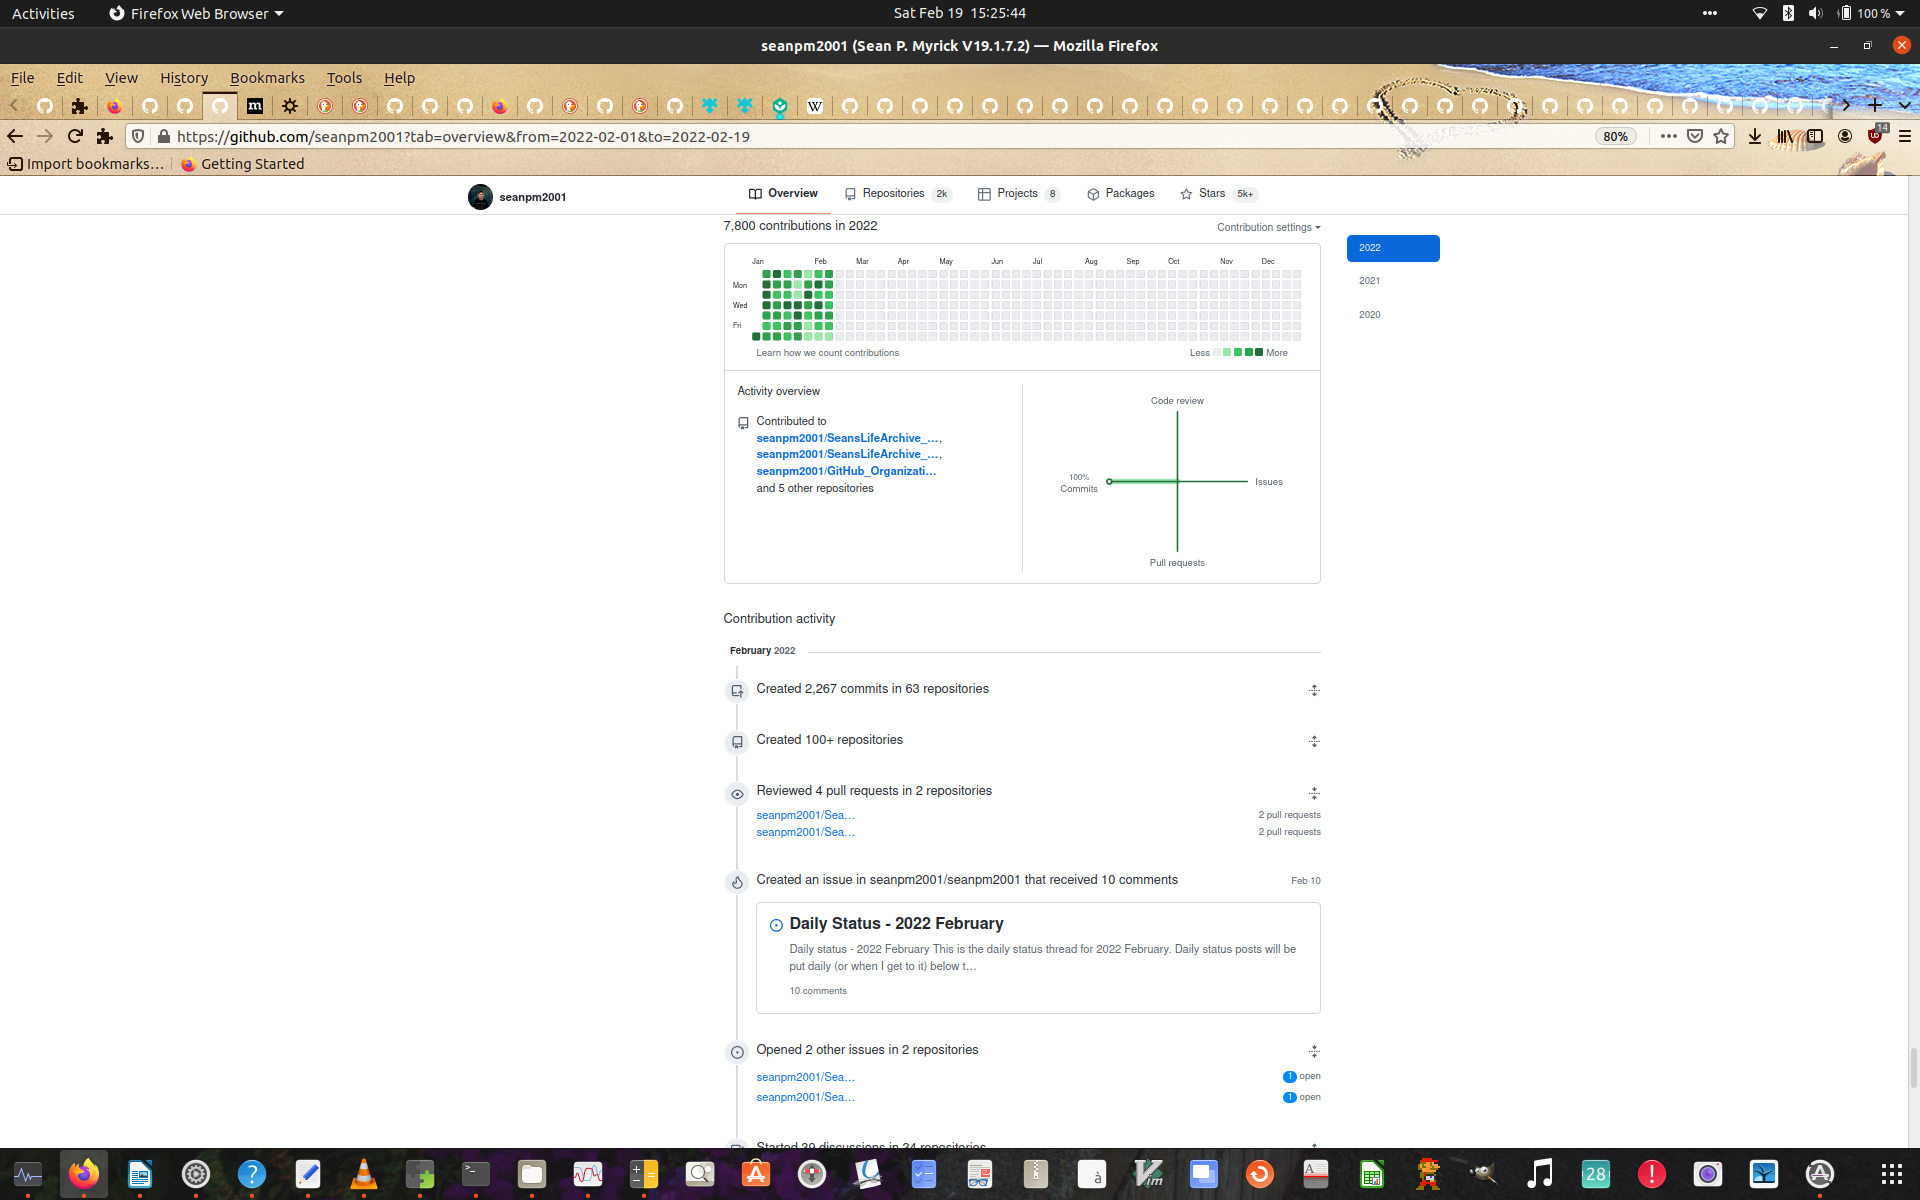 Activities
Firefox Web Browser
Sat Feb 19 15:25:44
100 %
seanpm2001 (Sean P. Myrick V19.1.7.2) — Mozilla Firefox
File Edit View History Bookmarks Tools Help
https://github.com/seanpm2001?tab=overview&from=2022-02-01&to=2022-02-19
80%
14
Import bookmarks…
Getting Started
seanpm2001
Overview
Repositories 2k
Projects 8
Packages
Stars 5k+
7,800 contributions in 2022
Contribution settings
2022
2021
2020
Jan Feb Mar Apr May Jun Jul Aug Sep Oct Nov Dec
Mon
Wed
Fri
Learn how we count contributions
Less More
Activity overview
Contributed to
seanpm2001/SeansLifeArchive_…,
seanpm2001/SeansLifeArchive_…,
seanpm2001/GitHub_Organizati…
and 5 other repositories
Code review
100%
Commits
Issues
Pull requests
Contribution activity
February 2022
Created 2,267 commits in 63 repositories
Created 100+ repositories
Reviewed 4 pull requests in 2 repositories
seanpm2001/Sea… 2 pull requests
seanpm2001/Sea… 2 pull requests
Created an issue in seanpm2001/seanpm2001 that received 10 comments Feb 10
Daily Status - 2022 February
Daily status - 2022 February This is the daily status thread for 2022 February. Daily status posts will be
put daily (or when I get to it) below t…
10 comments
Opened 2 other issues in 2 repositories
seanpm2001/Sea… 1 open
seanpm2001/Sea… 1 open
Started 39 discussions in 34 repositories
28